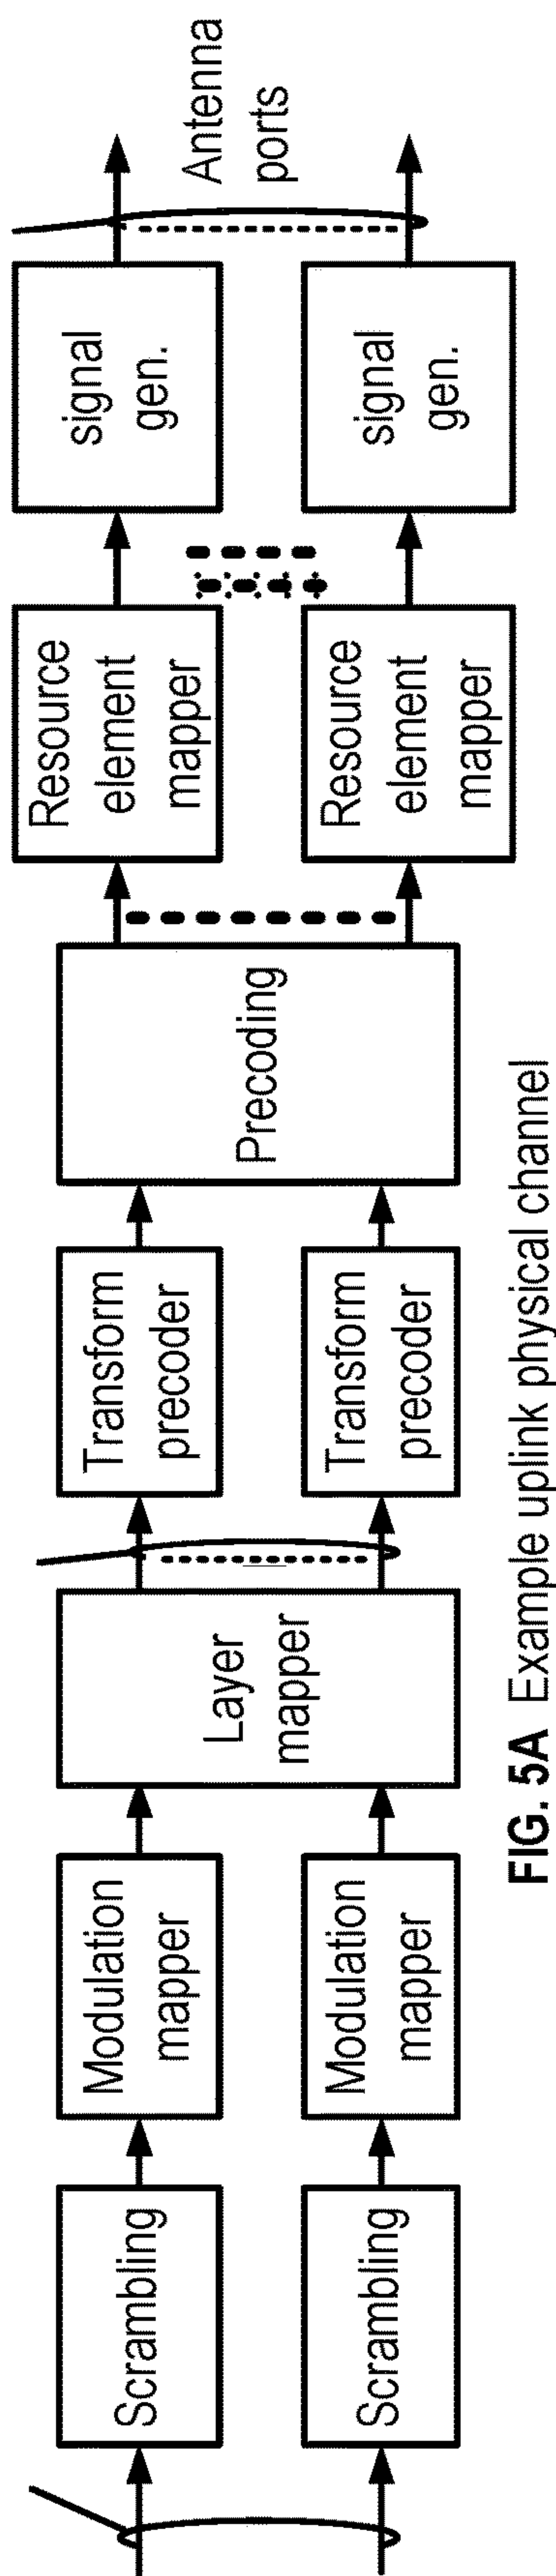 Scrambling
Scrambling
Modulation
mapper
Modulation
mapper
Layer
mapper
Transform
precoder
Transform
precoder
Precoding
Resource
element
mapper
Resource
element
mapper
signal
gen.
signal
gen.
Antenna
ports
FIG. 5A Example uplink physical channel